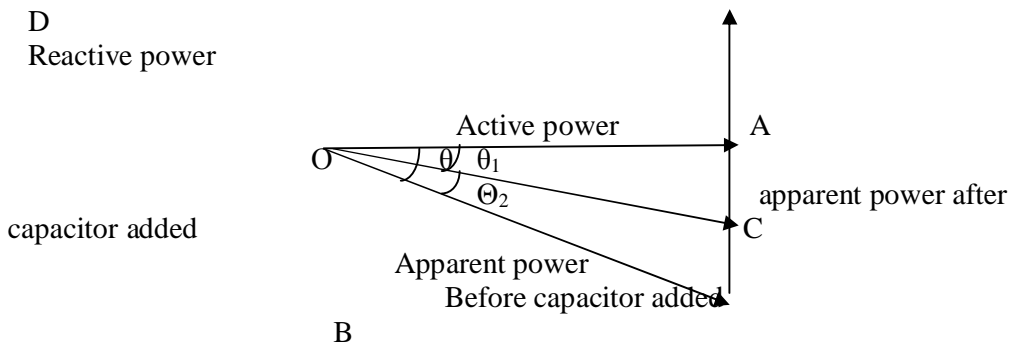 D
Reactive power
Active power A
O θ θ₁
Θ₂ apparent power after
capacitor added C
Apparent power
Before capacitor added
B